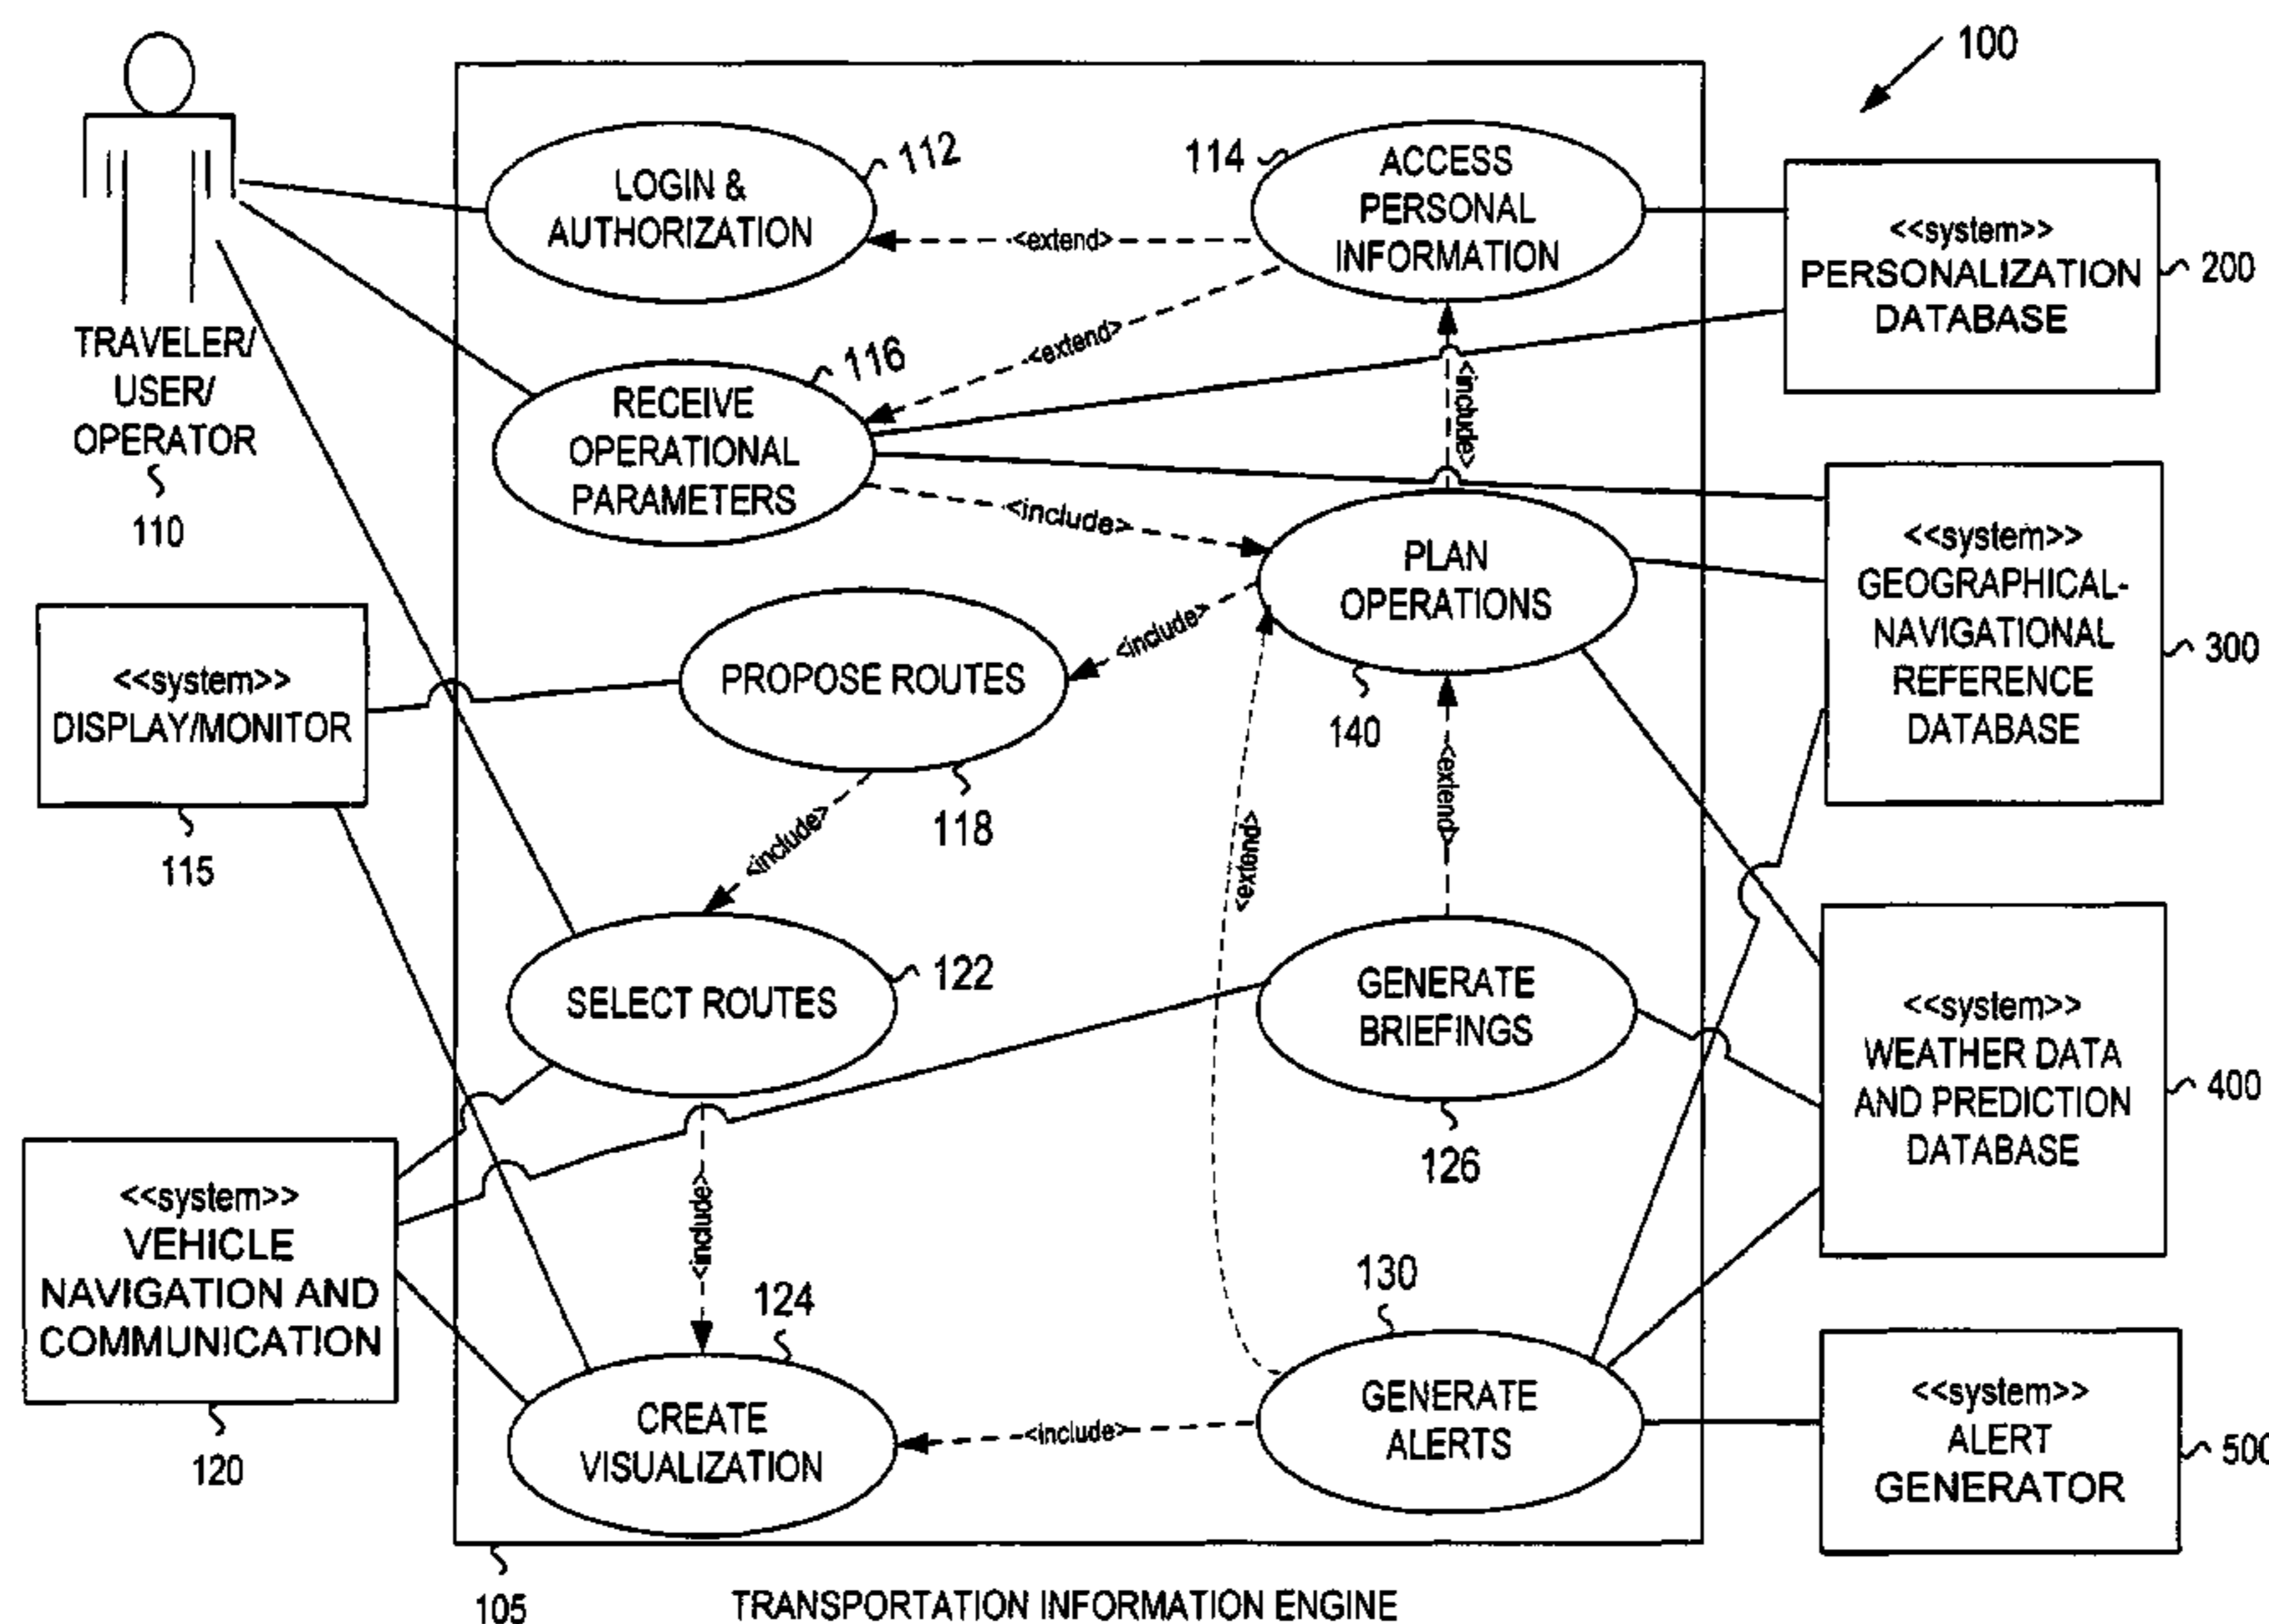 100
LOGIN &
AUTHORIZATION
112
114
ACCESS
PERSONAL
INFORMATION
<extend>
<<system>>
PERSONALIZATION
DATABASE
200
TRAVELER/
USER/
OPERATOR
110
<extend>
116
RECEIVE
OPERATIONAL
PARAMETERS
<include>
<include>
PLAN
OPERATIONS
140
<<system>>
GEOGRAPHICAL-
NAVIGATIONAL
REFERENCE
DATABASE
300
<<system>>
DISPLAY/MONITOR
115
PROPOSE ROUTES
118
<include>
<include>
<extend>
<extend>
SELECT ROUTES
122
GENERATE
BRIEFINGS
126
<<system>>
WEATHER DATA
AND PREDICTION
DATABASE
400
<<system>>
VEHICLE
NAVIGATION AND
COMMUNICATION
120
<include>
124
CREATE
VISUALIZATION
<include>
130
GENERATE
ALERTS
<<system>>
ALERT
GENERATOR
500
105
TRANSPORTATION INFORMATION ENGINE